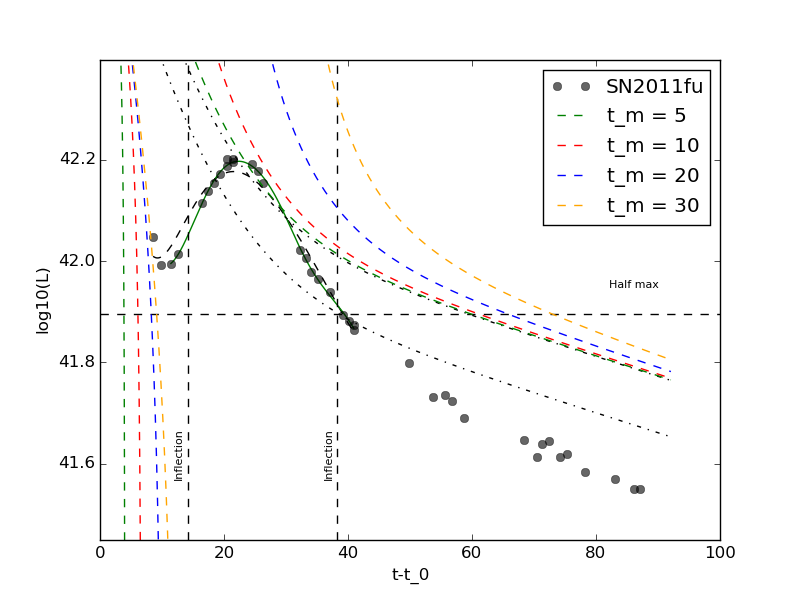 SN2011fu
t_m = 5
t_m = 10
t_m = 20
t_m = 30
42.2
42.0
41.8
41.6
log10(L)
Half max
Inflection
Inflection
0
20
40
60
80
100
t-t_0